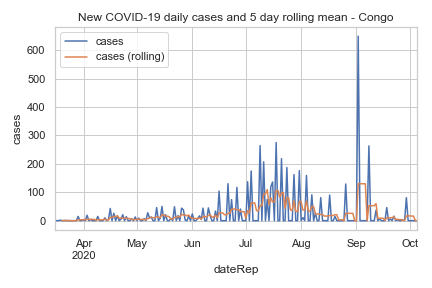 New COVID-19 daily cases and 5 day rolling mean - Congo
cases
cases (rolling)
600
500
400
300
200
100
0
cases
Apr
2020
May
Jun
Jul
Aug
Sep
Oct
dateRep